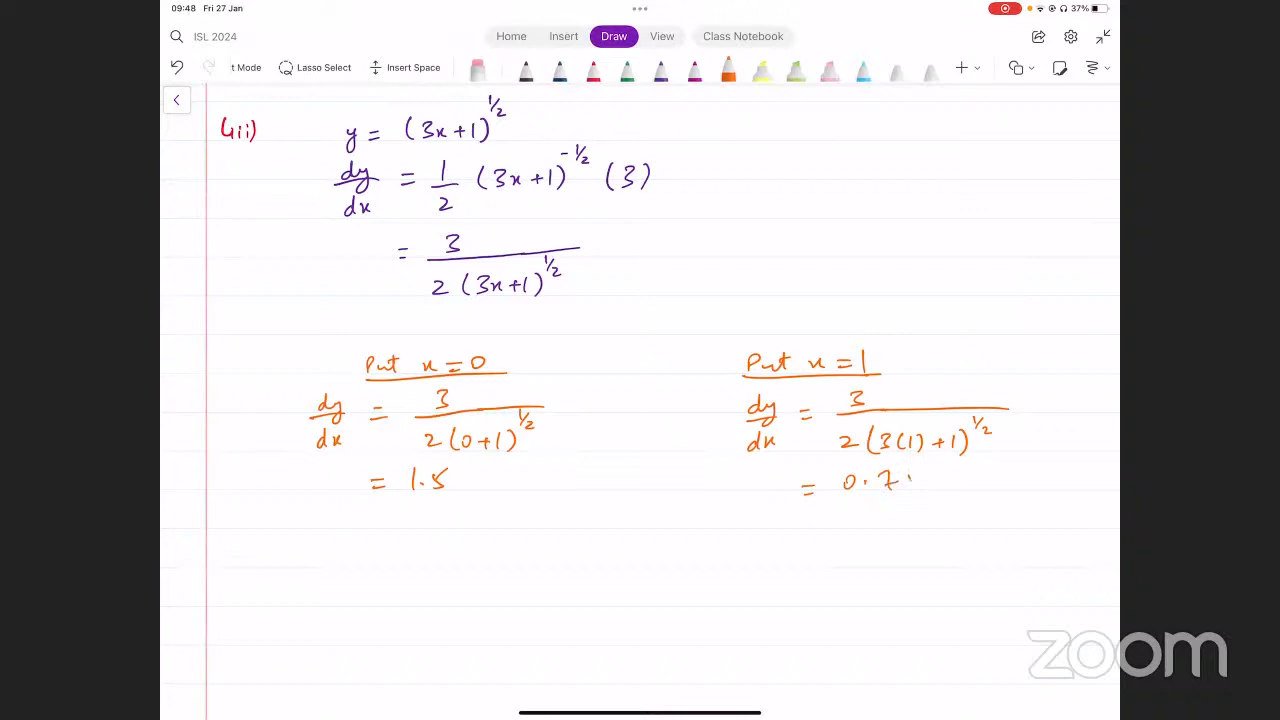 09:48 Fri 27 Jan
37%
ISL 2024
Home Insert Draw View Class Notebook
t Mode Lasso Select Insert Space
(iii)
y = (3x+1)^1/2
dy/dx = 1/2 (3x+1)^-1/2 (3)
= 3 / 2(3x+1)^1/2
Put x=0
dy/dx = 3 / 2(0+1)^1/2
= 1.5
Put x=1
dy/dx = 3 / 2(3(1)+1)^1/2
= 0.7
zoom